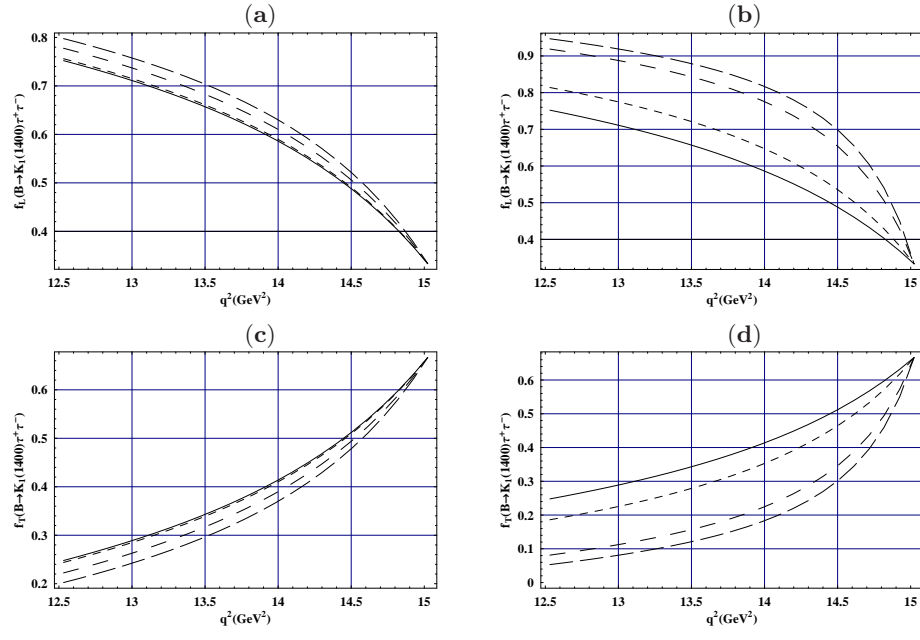 (a)
f_L(B→K_1(1400)τ^+τ^-)
0.8
0.7
0.6
0.5
0.4
12.5 13 13.5 14 14.5 15
q^2(GeV^2)
(b)
f_L(B→K_1(1400)τ^+τ^-)
0.9
0.8
0.7
0.6
0.5
0.4
12.5 13 13.5 14 14.5 15
q^2(GeV^2)
(c)
f_T(B→K_1(1400)τ^+τ^-)
0.6
0.5
0.4
0.3
0.2
12.5 13 13.5 14 14.5 15
q^2(GeV^2)
(d)
f_T(B→K_1(1400)τ^+τ^-)
0.6
0.5
0.4
0.3
0.2
0.1
0
12.5 13 13.5 14 14.5 15
q^2(GeV^2)